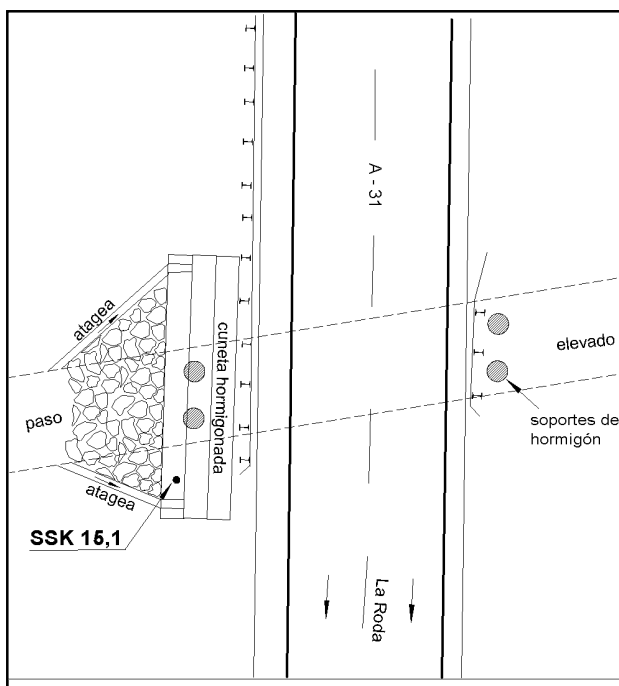 A - 31
atagea
cuneta hormigonada
elevado
paso
soportes de
hormigón
atagea
SSK 15,1
La Roda